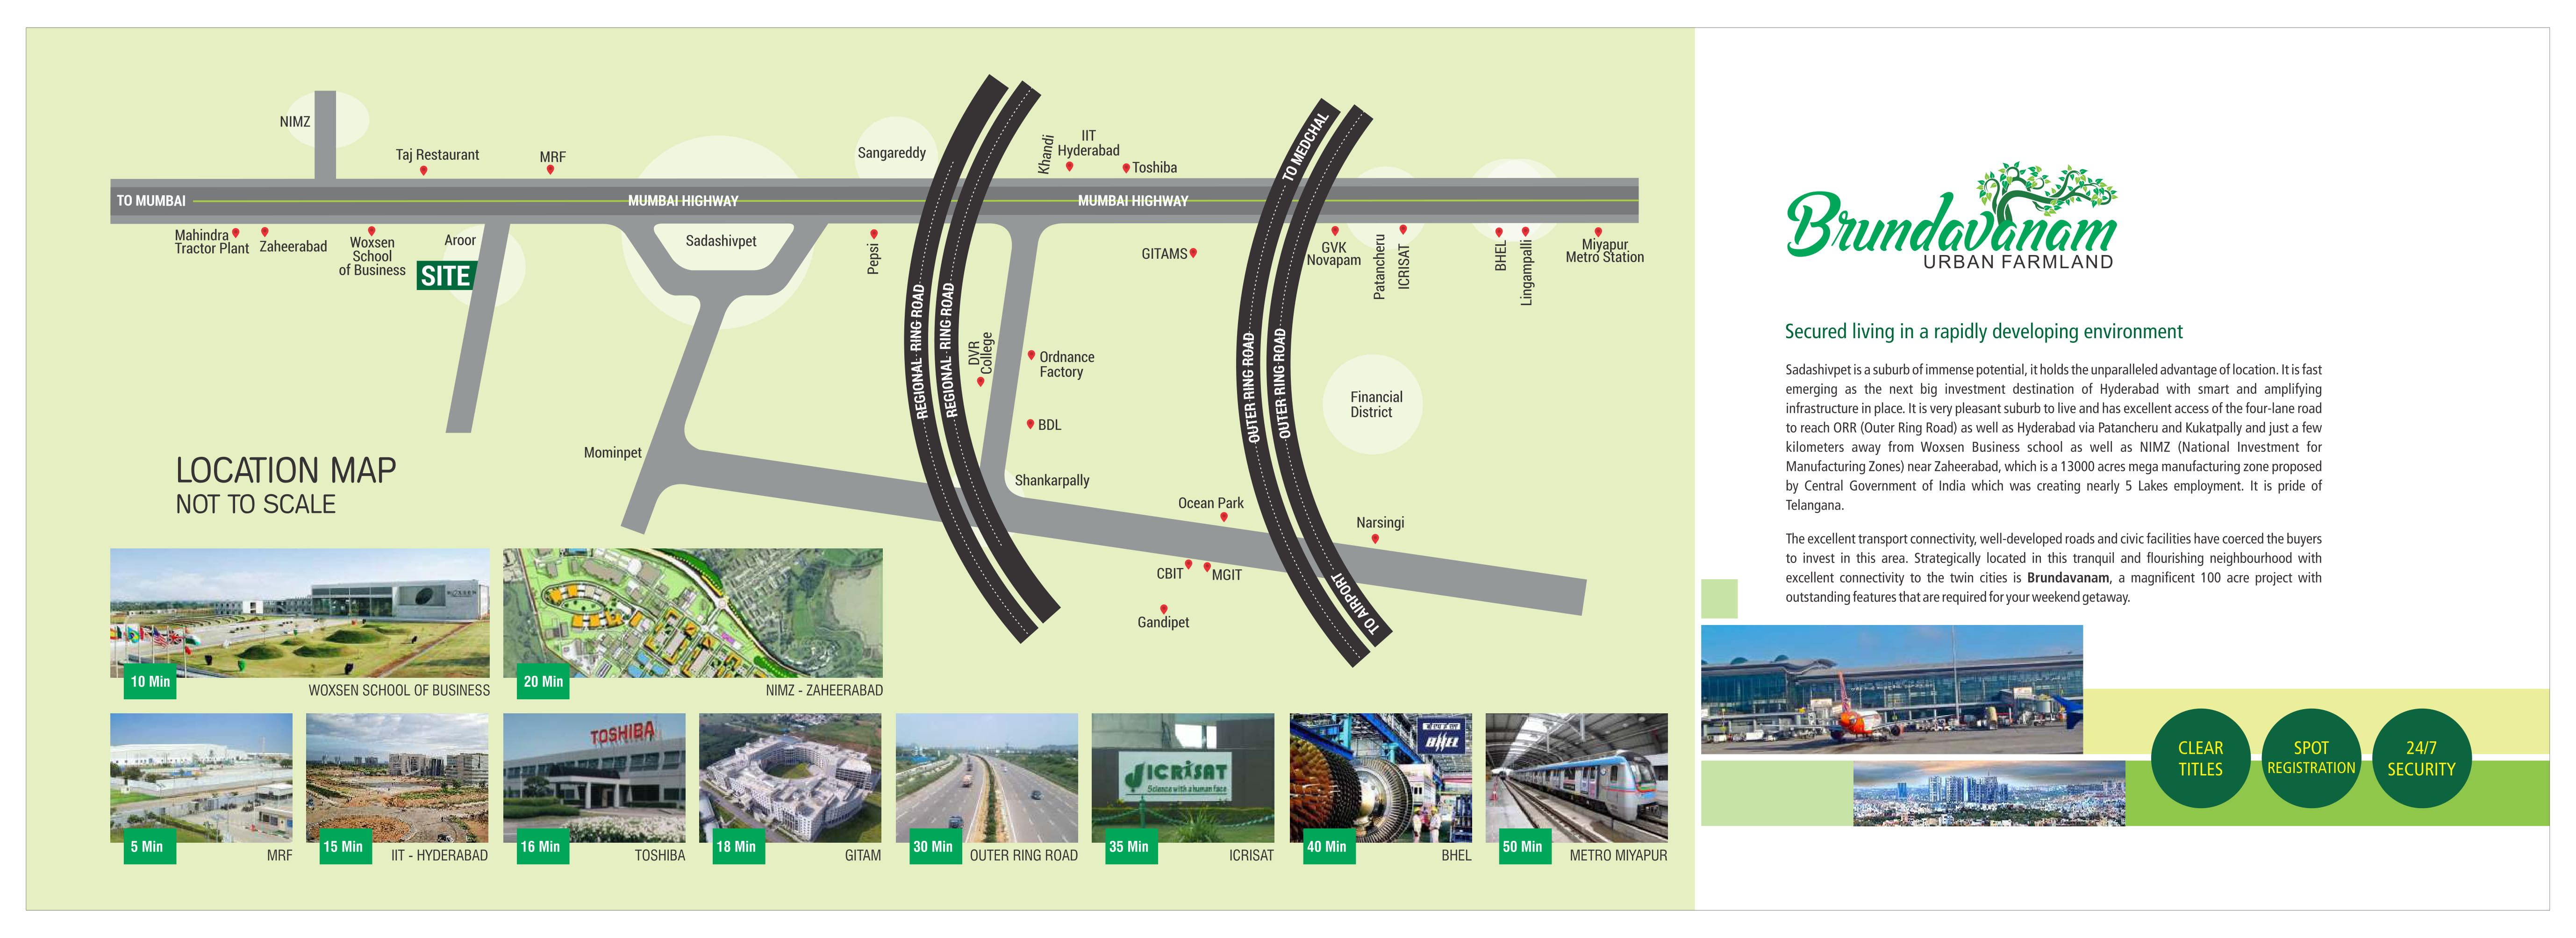 NIMZ
Taj Restaurant
MRF
Sangareddy
Khandi
IIT
Hyderabad
Toshiba
TO MEDCHAL
TO MUMBAI
MUMBAI HIGHWAY
MUMBAI HIGHWAY
Mahindra
Tractor Plant
Zaheerabad
Woxsen
School
of Business
Aroor
SITE
Sadashivpet
Pepsi
GITAMS
GVK
Novapam
Patancheru
ICRISAT
BHEL
Lingampalli
Miyapur
Metro Station
REGIONAL RING ROAD
REGIONAL RING ROAD
DVR
College
Ordnance
Factory
BDL
OUTER RING ROAD
OUTER RING ROAD
Financial
District
Mominpet
Shankarpally
Ocean Park
Narsingi
CBIT
MGIT
Gandipet
TO AIRPORT
LOCATION MAP
NOT TO SCALE
WOXSEN
10 Min
WOXSEN SCHOOL OF BUSINESS
20 Min
NIMZ - ZAHEERABAD
5 Min
MRF
15 Min
IIT - HYDERABAD
TOSHIBA
16 Min
TOSHIBA
18 Min
GITAM
30 Min
OUTER RING ROAD
ICRISAT
Science with a human face
35 Min
ICRISAT
BHEL
40 Min
BHEL
50 Min
METRO MIYAPUR
Brundavanam
URBAN FARMLAND
Secured living in a rapidly developing environment
Sadashivpet is a suburb of immense potential, it holds the unparalleled advantage of location. It is fast
emerging as the next big investment destination of Hyderabad with smart and amplifying
infrastructure in place. It is very pleasant suburb to live and has excellent access of the four-lane road
to reach ORR (Outer Ring Road) as well as Hyderabad via Patancheru and Kukatpally and just a few
kilometers away from Woxsen Business school as well as NIMZ (National Investment for
Manufacturing Zones) near Zaheerabad, which is a 13000 acres mega manufacturing zone proposed
by Central Government of India which was creating nearly 5 Lakes employment. It is pride of
Telangana.
The excellent transport connectivity, well-developed roads and civic facilities have coerced the buyers
to invest in this area. Strategically located in this tranquil and flourishing neighbourhood with
excellent connectivity to the twin cities is Brundavanam, a magnificent 100 acre project with
outstanding features that are required for your weekend getaway.
CLEAR
TITLES
SPOT
REGISTRATION
24/7
SECURITY